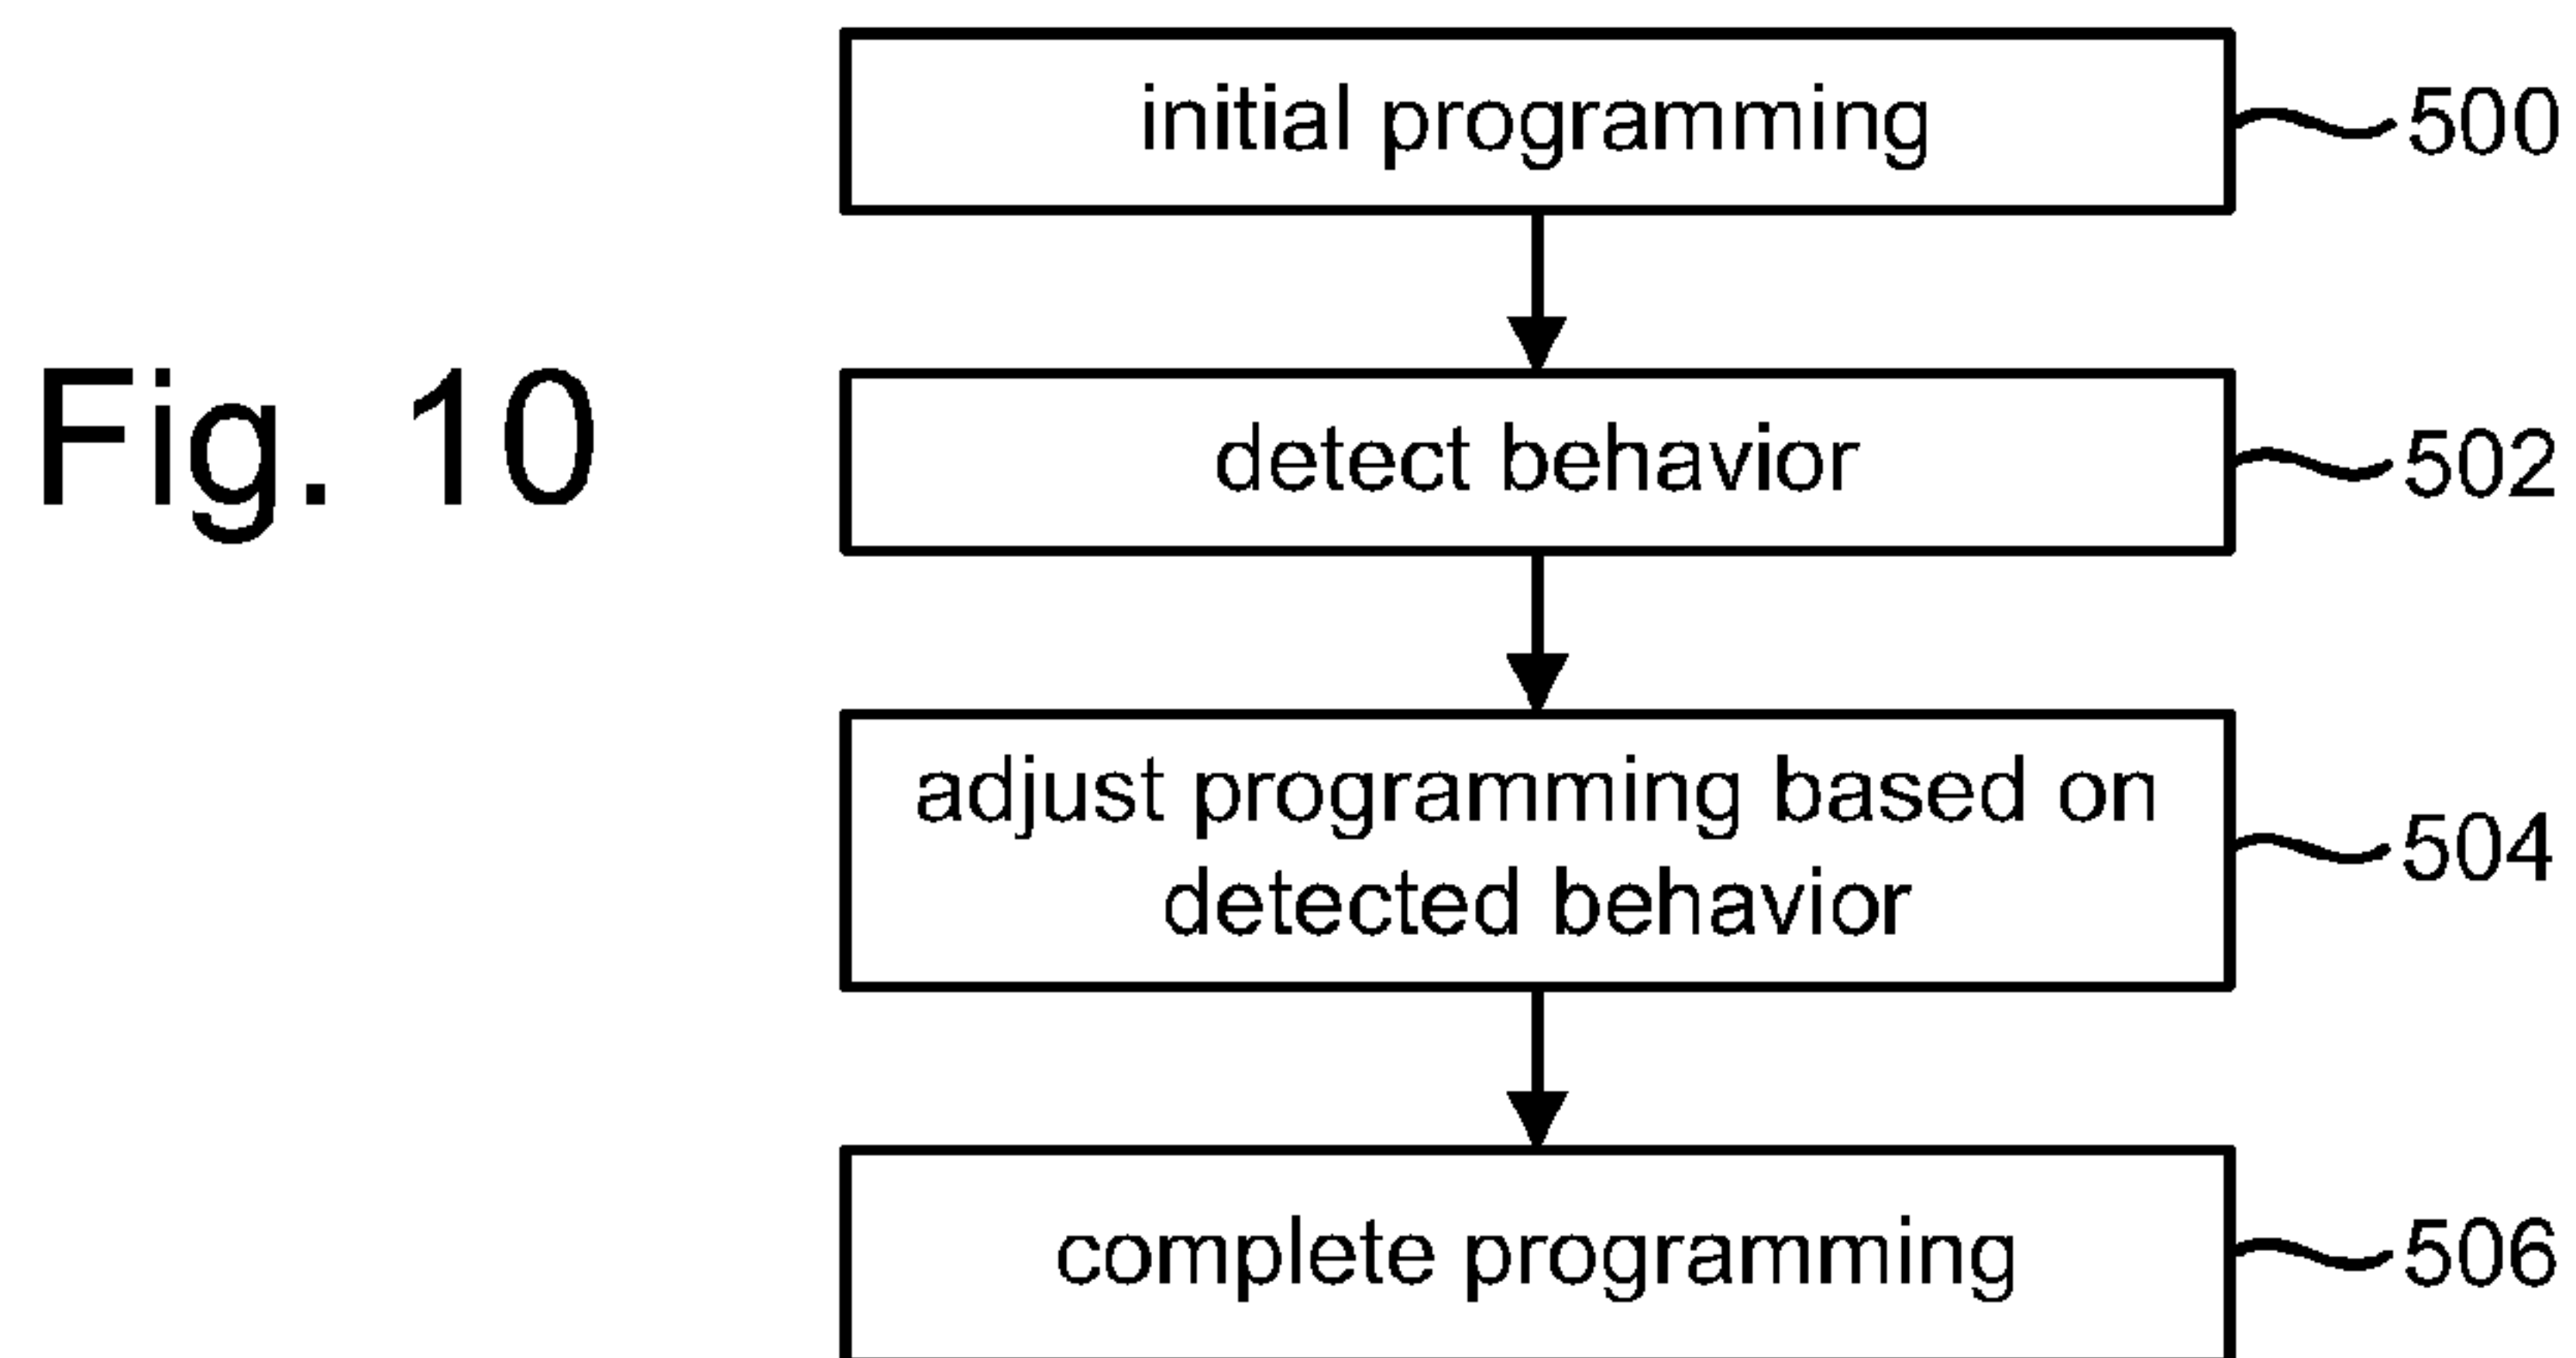 initial programming
500
Fig. 10
detect behavior
502
adjust programming based on
detected behavior
504
complete programming
506